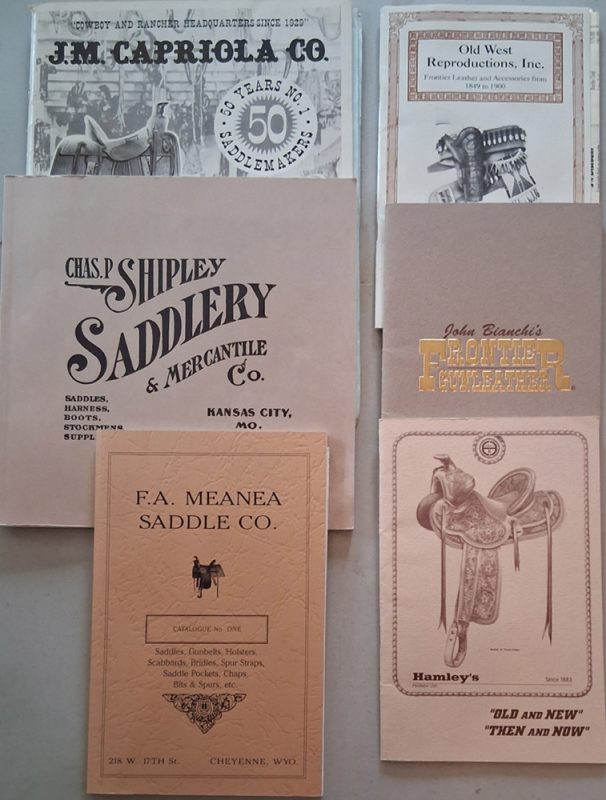 "COWBOY AND RANCHER HEADQUARTERS SINCE 1929"
J.M. CAPRIOLA CO.
50 YEARS NO. 1
50
SADDLEMAKERS
Old West
Reproductions, Inc.
Frontier Leather and Accessories from
1849 to 1900
CHAS. P. SHIPLEY
SADDLERY
& MERCANTILE
Co.
SADDLES,
HARNESS,
BOOTS,
STOCKMENS
SUPPL
KANSAS CITY,
MO.
John Bianchi's
FRONTIER
GUNLEATHER®
F.A. MEANEA
SADDLE CO.
CATALOGUE No. ONE
Saddles, Gunbelts, Holsters,
Scabbards, Bridles, Spur Straps,
Saddle Pockets, Chaps,
Bits & Spurs, etc.
218 W. 17TH ST. CHEYENNE, WYO.
Hamley's
Since 1883
"OLD AND NEW"
"THEN AND NOW"